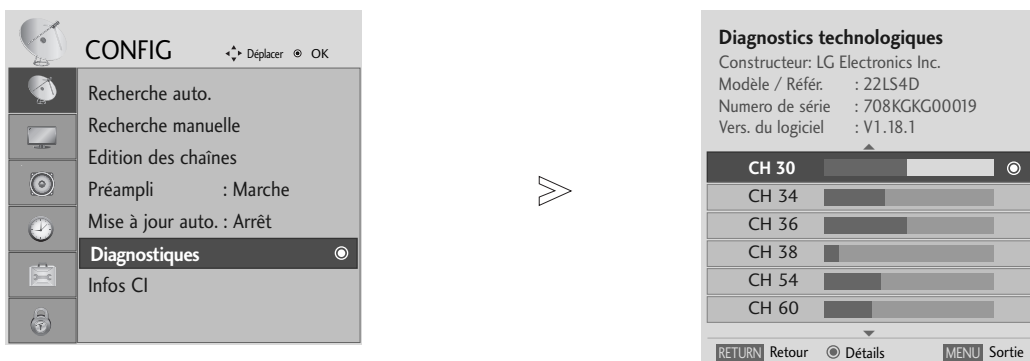 CONFIG Déplacer OK
Recherche auto.
Recherche manuelle
Edition des chaînes
Préampli : Marche
Mise à jour auto. : Arrêt
Diagnostiques
Infos CI
Diagnostics technologiques
Constructeur: LG Electronics Inc.
Modèle / Référ. : 22LS4D
Numero de série : 708KGKG00019
Vers. du logiciel : V1.18.1
CH 30
CH 34
CH 36
CH 38
CH 54
CH 60
RETURN Retour Détails MENU Sortie